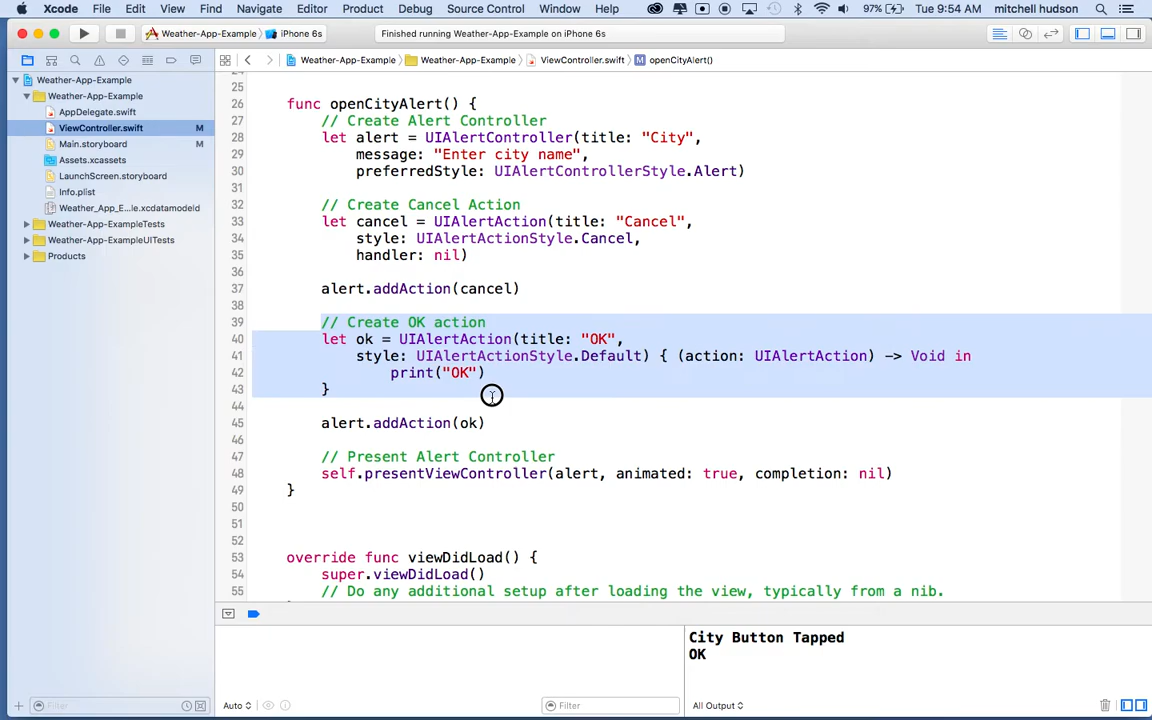 Xcode File Edit View Find Navigate Editor Product Debug Source Control Window Help 97% Tue 9:54 AM mitchell hudson
Weather-App-Example iPhone 6s Finished running Weather-App-Example on iPhone 6s
Weather-App-Example Weather-App-Example ViewController.swift M openCityAlert()
Weather-App-Example
Weather-App-Example
AppDelegate.swift
ViewController.swift M
Main.storyboard M
Assets.xcassets
LaunchScreen.storyboard
Info.plist
Weather_App_E...le.xcdatamodeld
Weather-App-ExampleTests
Weather-App-ExampleUITests
Products
25
26 func openCityAlert() {
27 // Create Alert Controller
28 let alert = UIAlertController(title: "City",
29 message: "Enter city name",
30 preferredStyle: UIAlertControllerStyle.Alert)
31
32 // Create Cancel Action
33 let cancel = UIAlertAction(title: "Cancel",
34 style: UIAlertActionStyle.Cancel,
35 handler: nil)
36
37 alert.addAction(cancel)
38
39 // Create OK action
40 let ok = UIAlertAction(title: "OK",
41 style: UIAlertActionStyle.Default) { (action: UIAlertAction) -> Void in
42 print("OK")
43 }
44
45 alert.addAction(ok)
46
47 // Present Alert Controller
48 self.presentViewController(alert, animated: true, completion: nil)
49 }
50
51
52
53 override func viewDidLoad() {
54 super.viewDidLoad()
55 // Do any additional setup after loading the view, typically from a nib.
City Button Tapped
OK
Filter Auto Filter All Output